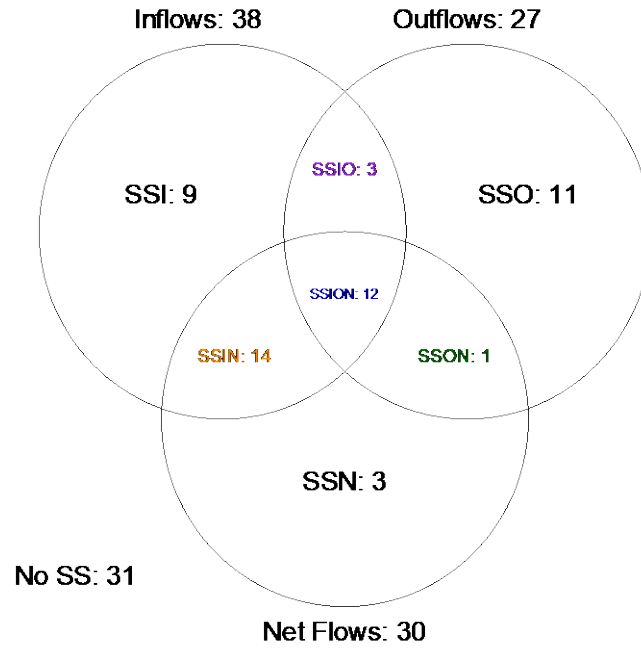 Inflows: 38
Outflows: 27
SSIO: 3
SSI: 9
SSO: 11
SSION: 12
SSIN: 14
SSON: 1
SSN: 3
No SS: 31
Net Flows: 30